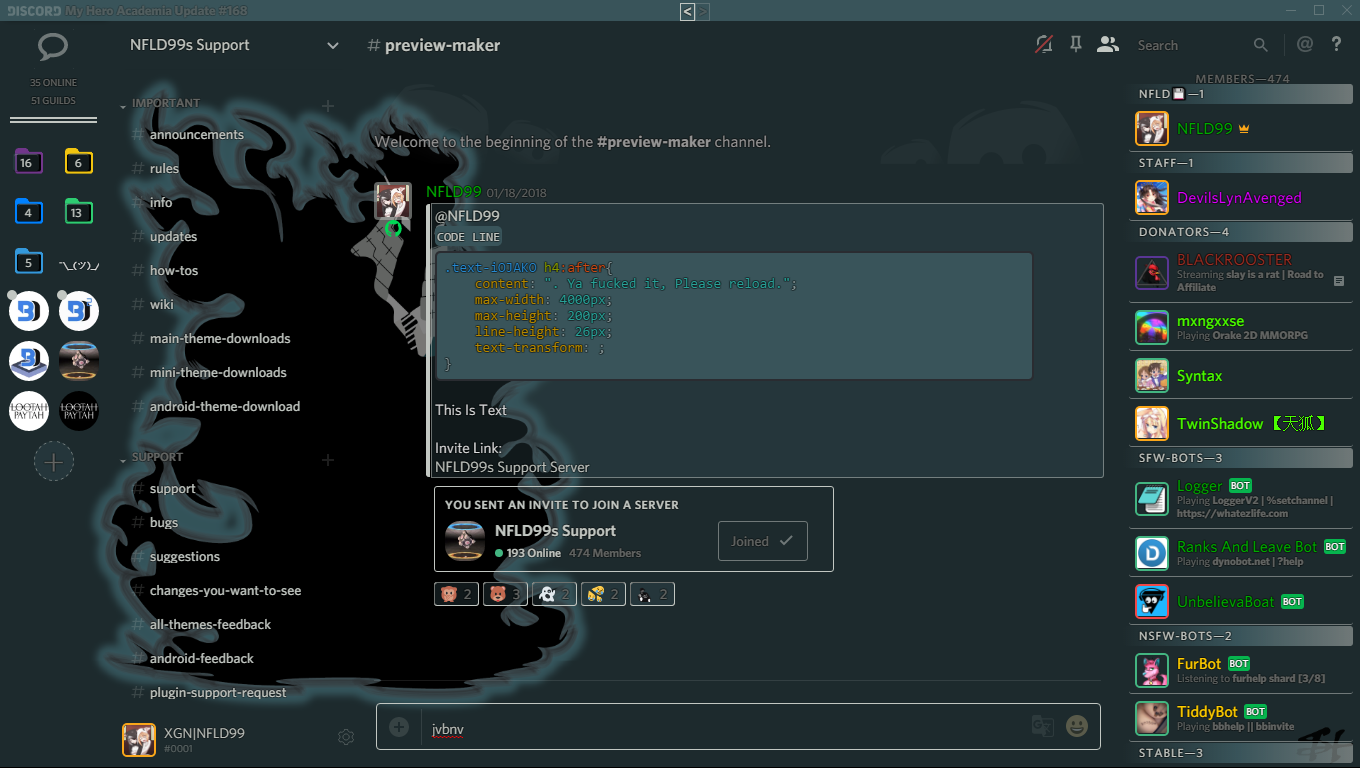 DISCORD My Hero Academia Update #168
< >
NFLD99s Support
# preview-maker
Search
@ ?
35 ONLINE
51 GUILDS
16
6
4
13
5
¯\_(ツ)_/¯
LOOTAH PAYTAH
LOOTAH PAYTAH
IMPORTANT
# announcements
# rules
# info
# updates
# how-tos
# wiki
# main-theme-downloads
# mini-theme-downloads
# android-theme-download
SUPPORT
# support
# bugs
# suggestions
# changes-you-want-to-see
# all-themes-feedback
# android-feedback
# plugin-support-request
XGN|NFLD99
#0001
Welcome to the beginning of the #preview-maker channel.
NFLD99 01/18/2018
@NFLD99
CODE LINE
.text-iOJAKO h4:after{
content: ". Ya fucked it, Please reload.";
max-width: 4000px;
max-height: 200px;
line-height: 26px;
text-transform: ;
}
This Is Text
Invite Link:
NFLD99s Support Server
YOU SENT AN INVITE TO JOIN A SERVER
NFLD99s Support
193 Online 474 Members
Joined
2
3
2
2
2
jvbnv
MEMBERS—474
NFLD💾—1
NFLD99
STAFF—1
DevilsLynAvenged
DONATORS—4
BLACKROOSTER
Streaming slay is a rat | Road to
Affiliate
mxngxxse
Playing Orake 2D MMORPG
Syntax
TwinShadow 【天狐】
SFW-BOTS—3
Logger BOT
Playing LoggerV2 | %setchannel |
https://whatezlife.com
Ranks And Leave Bot BOT
Playing dynobot.net | ?help
UnbelievaBoat BOT
NSFW-BOTS—2
FurBot BOT
Listening to furhelp shard [3/8]
TiddyBot BOT
Playing bbhelp || bbinvite
STABLE—3